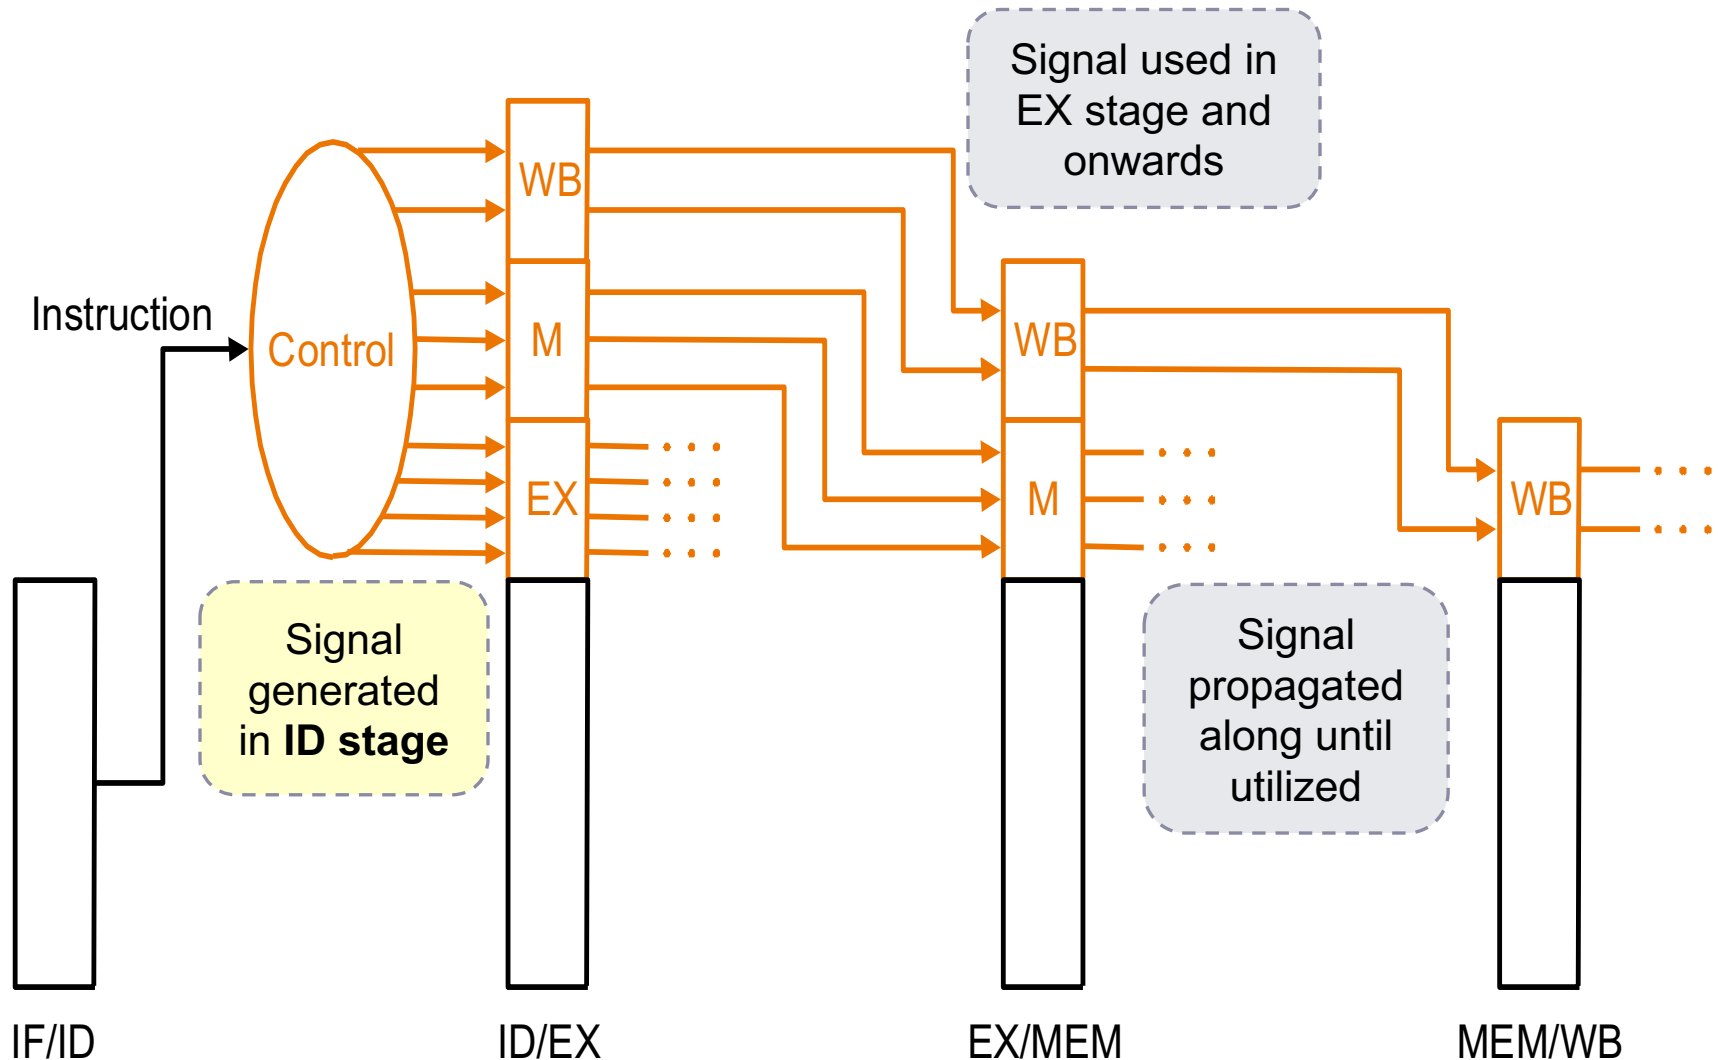 Signal used in
EX stage and
onwards
WB
Instruction
Control
M
WB
EX
M
WB
Signal
generated
in ID stage
Signal
propagated
along until
utilized
IF/ID
ID/EX
EX/MEM
MEM/WB